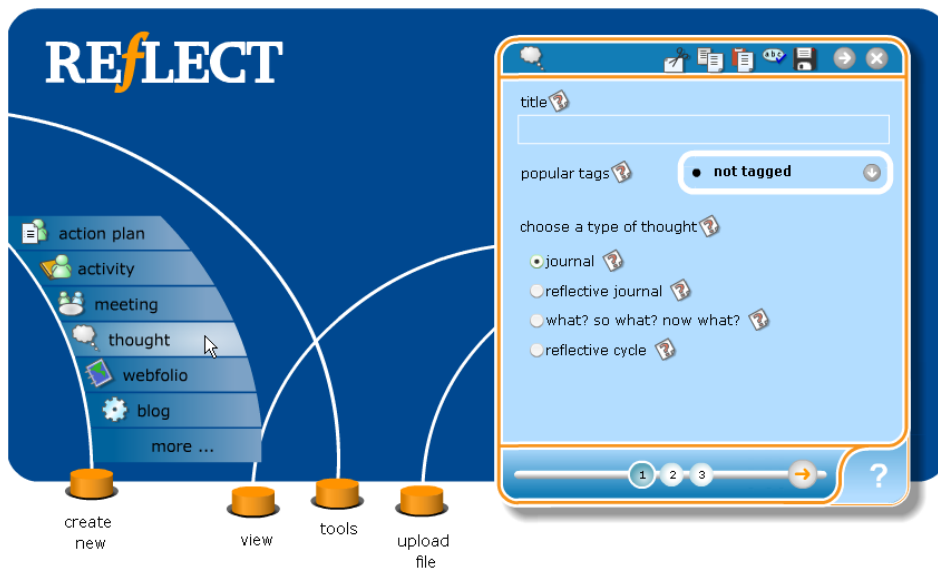 REfLECT
action plan
activity
meeting
thought
webfolio
blog
more ...
create
new
view
tools
upload
file
abc
title
popular tags
not tagged
choose a type of thought
journal
reflective journal
what? so what? now what?
reflective cycle
1 2 3
?